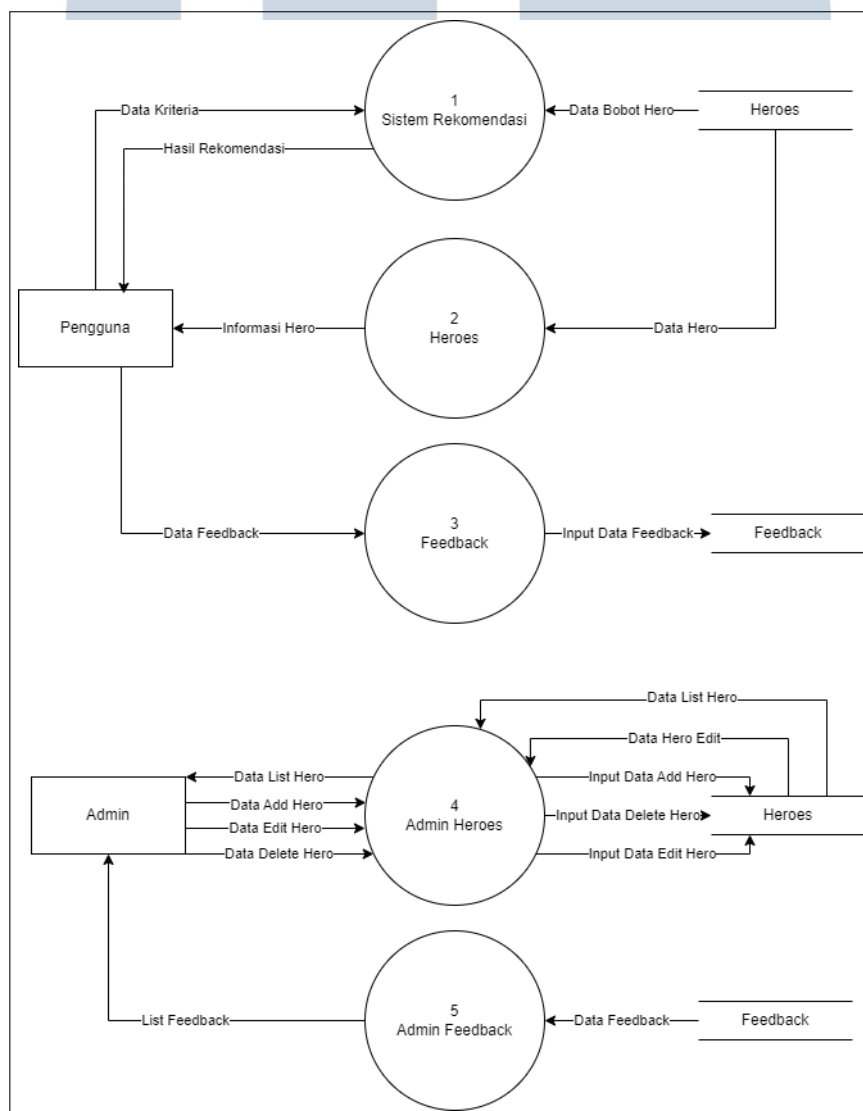 1
Sistem Rekomendasi
Data Kriteria
Data Bobot Hero
Heroes
Hasil Rekomendasi
Pengguna
Informasi Hero
2
Heroes
Data Hero
Data Feedback
3
Feedback
Input Data Feedback
Feedback
Data List Hero
Data Hero Edit
Data List Hero
Input Data Add Hero
Admin
Data Add Hero
4
Admin Heroes
Input Data Delete Hero
Heroes
Data Edit Hero
Data Delete Hero
Input Data Edit Hero
List Feedback
5
Admin Feedback
Data Feedback
Feedback